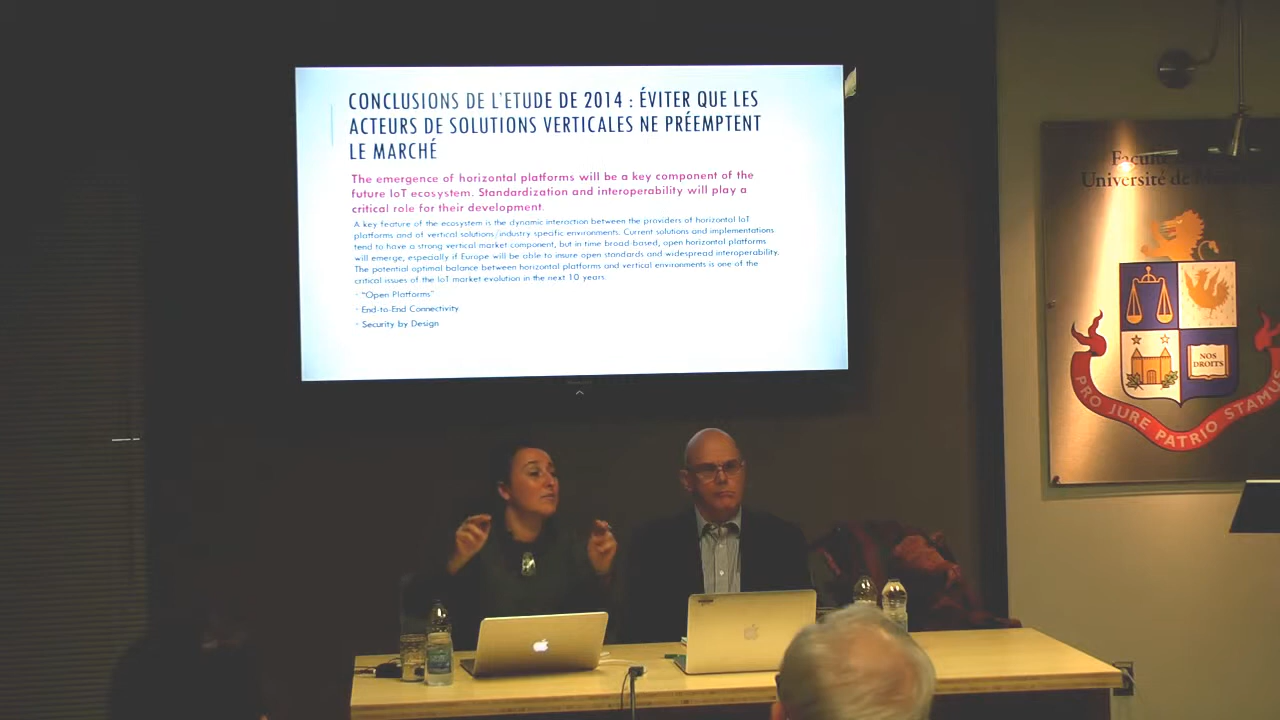 CONCLUSIONS DE L'ETUDE DE 2014 : ÉVITER QUE LES
ACTEURS DE SOLUTIONS VERTICALES NE PRÉEMPTENT
LE MARCHÉ
The emergence of horizontal platforms will be a key component of the
future IoT ecosystem. Standardization and interoperability will play a
critical role for their development.
A key feature of the ecosystem is the dynamic interaction between the providers of horizontal IoT
platforms and of vertical solutions/industry specific environments. Current solutions and implementations
tend to have a strong vertical market component, but in time broad-based, open horizontal platforms
will emerge, especially if Europe will be able to insure open standards and widespread interoperability.
The potential optimal balance between horizontal platforms and vertical environments is one of the
critical issues of the IoT market evolution in the next 10 years.
• "Open Platforms"
• End-to-End Connectivity
• Security by Design
Faculté
Université de
NOS
DROITS
PRO JURE PATRIO STAMUS